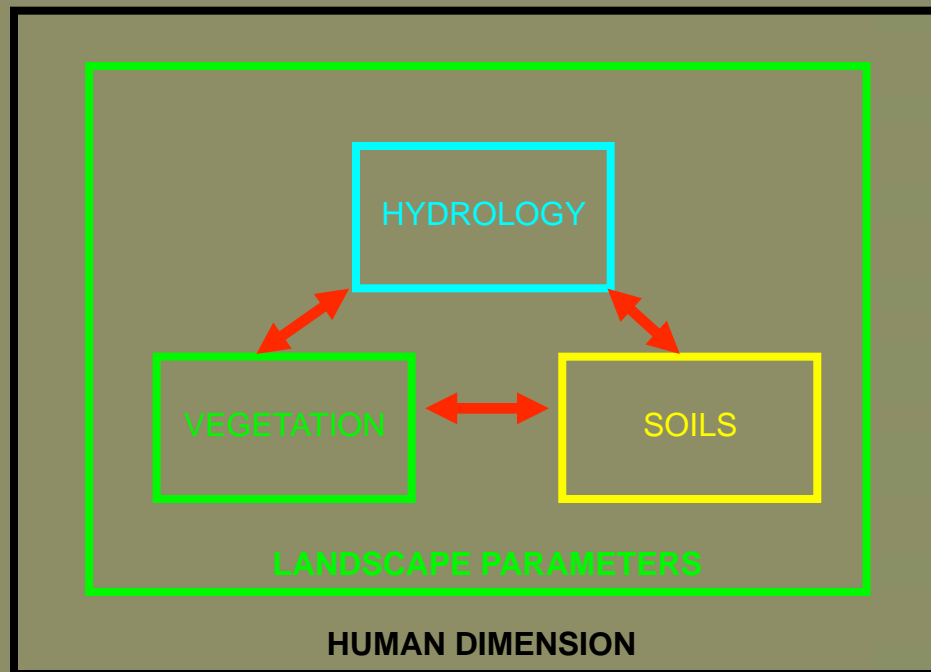 HYDROLOGY
VEGETATION
SOILS
LANDSCAPE PARAMETERS
HUMAN DIMENSION